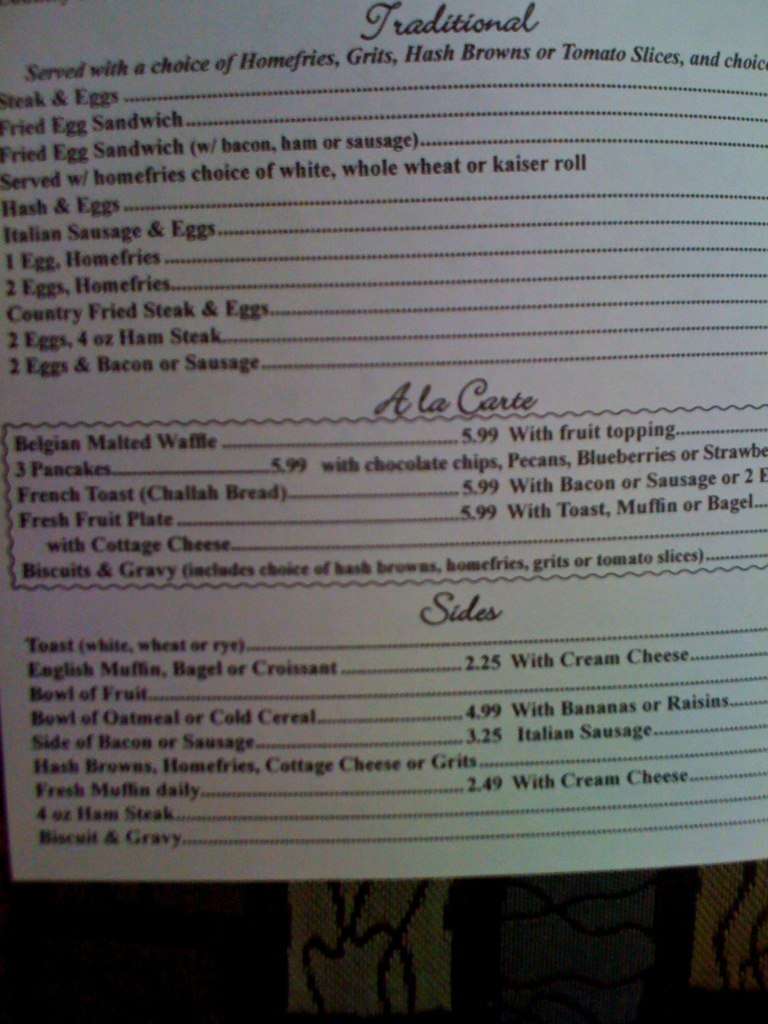 Traditional
Served with a choice of Homefries, Grits, Hash Browns or Tomato Slices, and choic
Steak & Eggs
Fried Egg Sandwich
Fried Egg Sandwich (w/ bacon, ham or sausage)
Served w/ homefries choice of white, whole wheat or kaiser roll
Hash & Eggs
Italian Sausage & Eggs
1 Egg, Homefries
2 Eggs, Homefries
Country Fried Steak & Eggs
2 Eggs, 4 oz Ham Steak
2 Eggs & Bacon or Sausage
A la Carte
Belgian Malted Waffle 5.99 With fruit topping
3 Pancakes 5.99 with chocolate chips, Pecans, Blueberries or Strawbe
French Toast (Challah Bread) 5.99 With Bacon or Sausage or 2 E
Fresh Fruit Plate 5.99 With Toast, Muffin or Bagel
with Cottage Cheese
Biscuits & Gravy (includes choice of hash browns, homefries, grits or tomato slices)
Sides
Toast (white, wheat or rye)
English Muffin, Bagel or Croissant 2.25 With Cream Cheese
Bowl of Fruit
Bowl of Oatmeal or Cold Cereal 4.99 With Bananas or Raisins
Side of Bacon or Sausage 3.25 Italian Sausage
Hash Browns, Homefries, Cottage Cheese or Grits
Fresh Muffin daily 2.49 With Cream Cheese
4 oz Ham Steak
Biscuit & Gravy